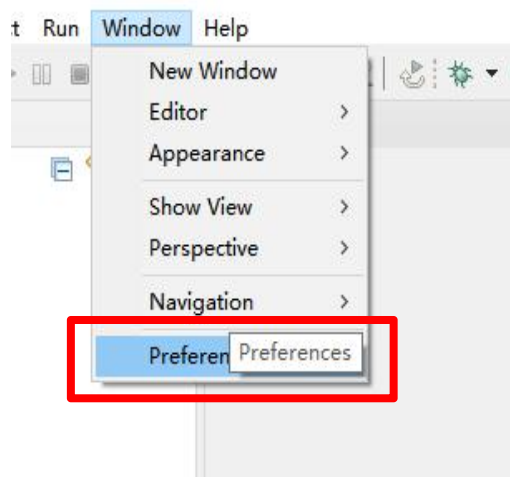 t Run Window Help
New Window
Editor
Appearance
Show View
Perspective
Navigation
Preferen Preferences